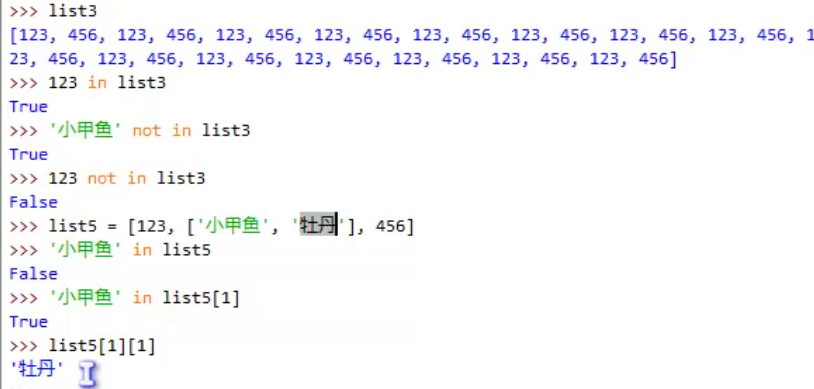 >>> list3
[123, 456, 123, 456, 123, 456, 123, 456, 123, 456, 123, 456, 123, 456, 123, 456, 1
23, 456, 123, 456, 123, 456, 123, 456, 123, 456, 123, 456, 123, 456]
>>> 123 in list3
True
>>> '小甲鱼' not in list3
True
>>> 123 not in list3
False
>>> list5 = [123, ['小甲鱼', '牡丹'], 456]
>>> '小甲鱼' in list5
False
>>> '小甲鱼' in list5[1]
True
>>> list5[1][1]
'牡丹'